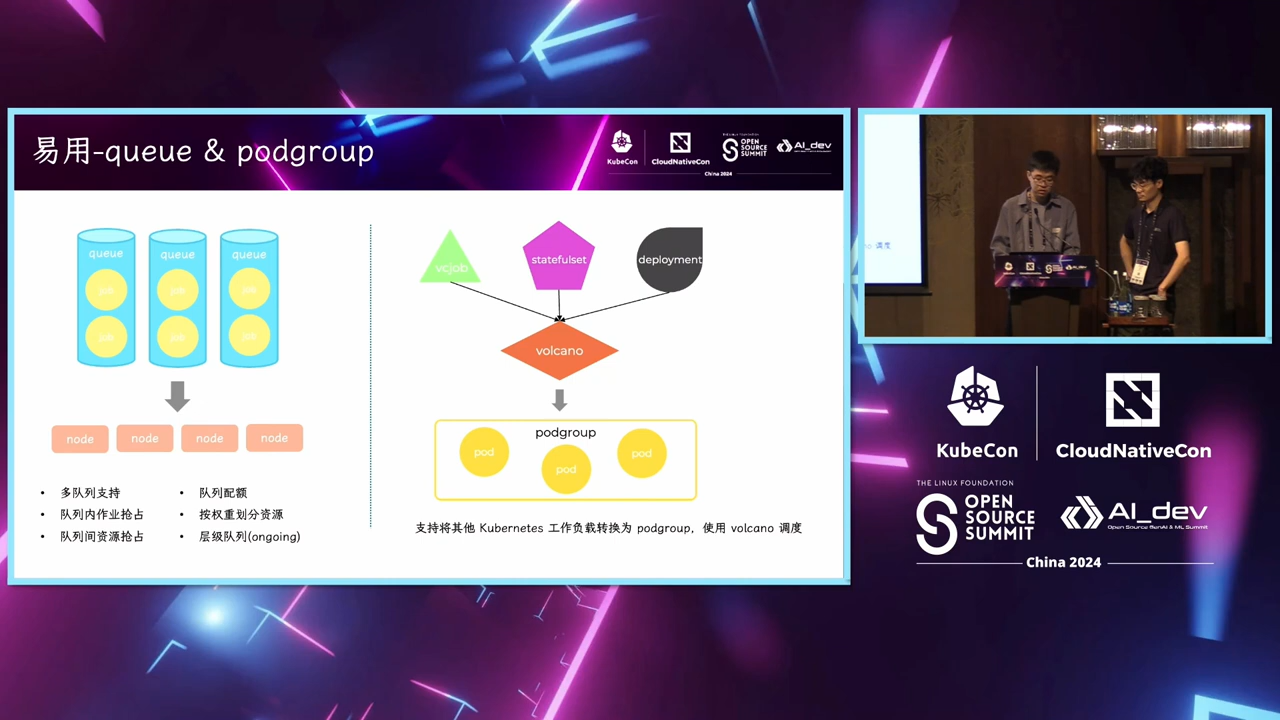 易用-queue & podgroup
KubeCon
CloudNativeCon
THE LINUX FOUNDATION
OPEN
SOURCE
SUMMIT
AI_dev
China 2024
queue
queue
queue
job
job
job
job
job
job
node
node
node
node
• 多队列支持
• 队列内作业抢占
• 队列间资源抢占
• 队列配额
• 按权重划分资源
• 层级队列(ongoing)
vcjob
statefulset
deployment
volcano
podgroup
pod
pod
pod
支持将其他 Kubernetes 工作负载转换为 podgroup，使用 volcano 调度
调度
KubeCon
CloudNativeCon
THE LINUX FOUNDATION
OPEN
SOURCE
SUMMIT
AI_dev
Open Source GenAI & ML Summit
China 2024